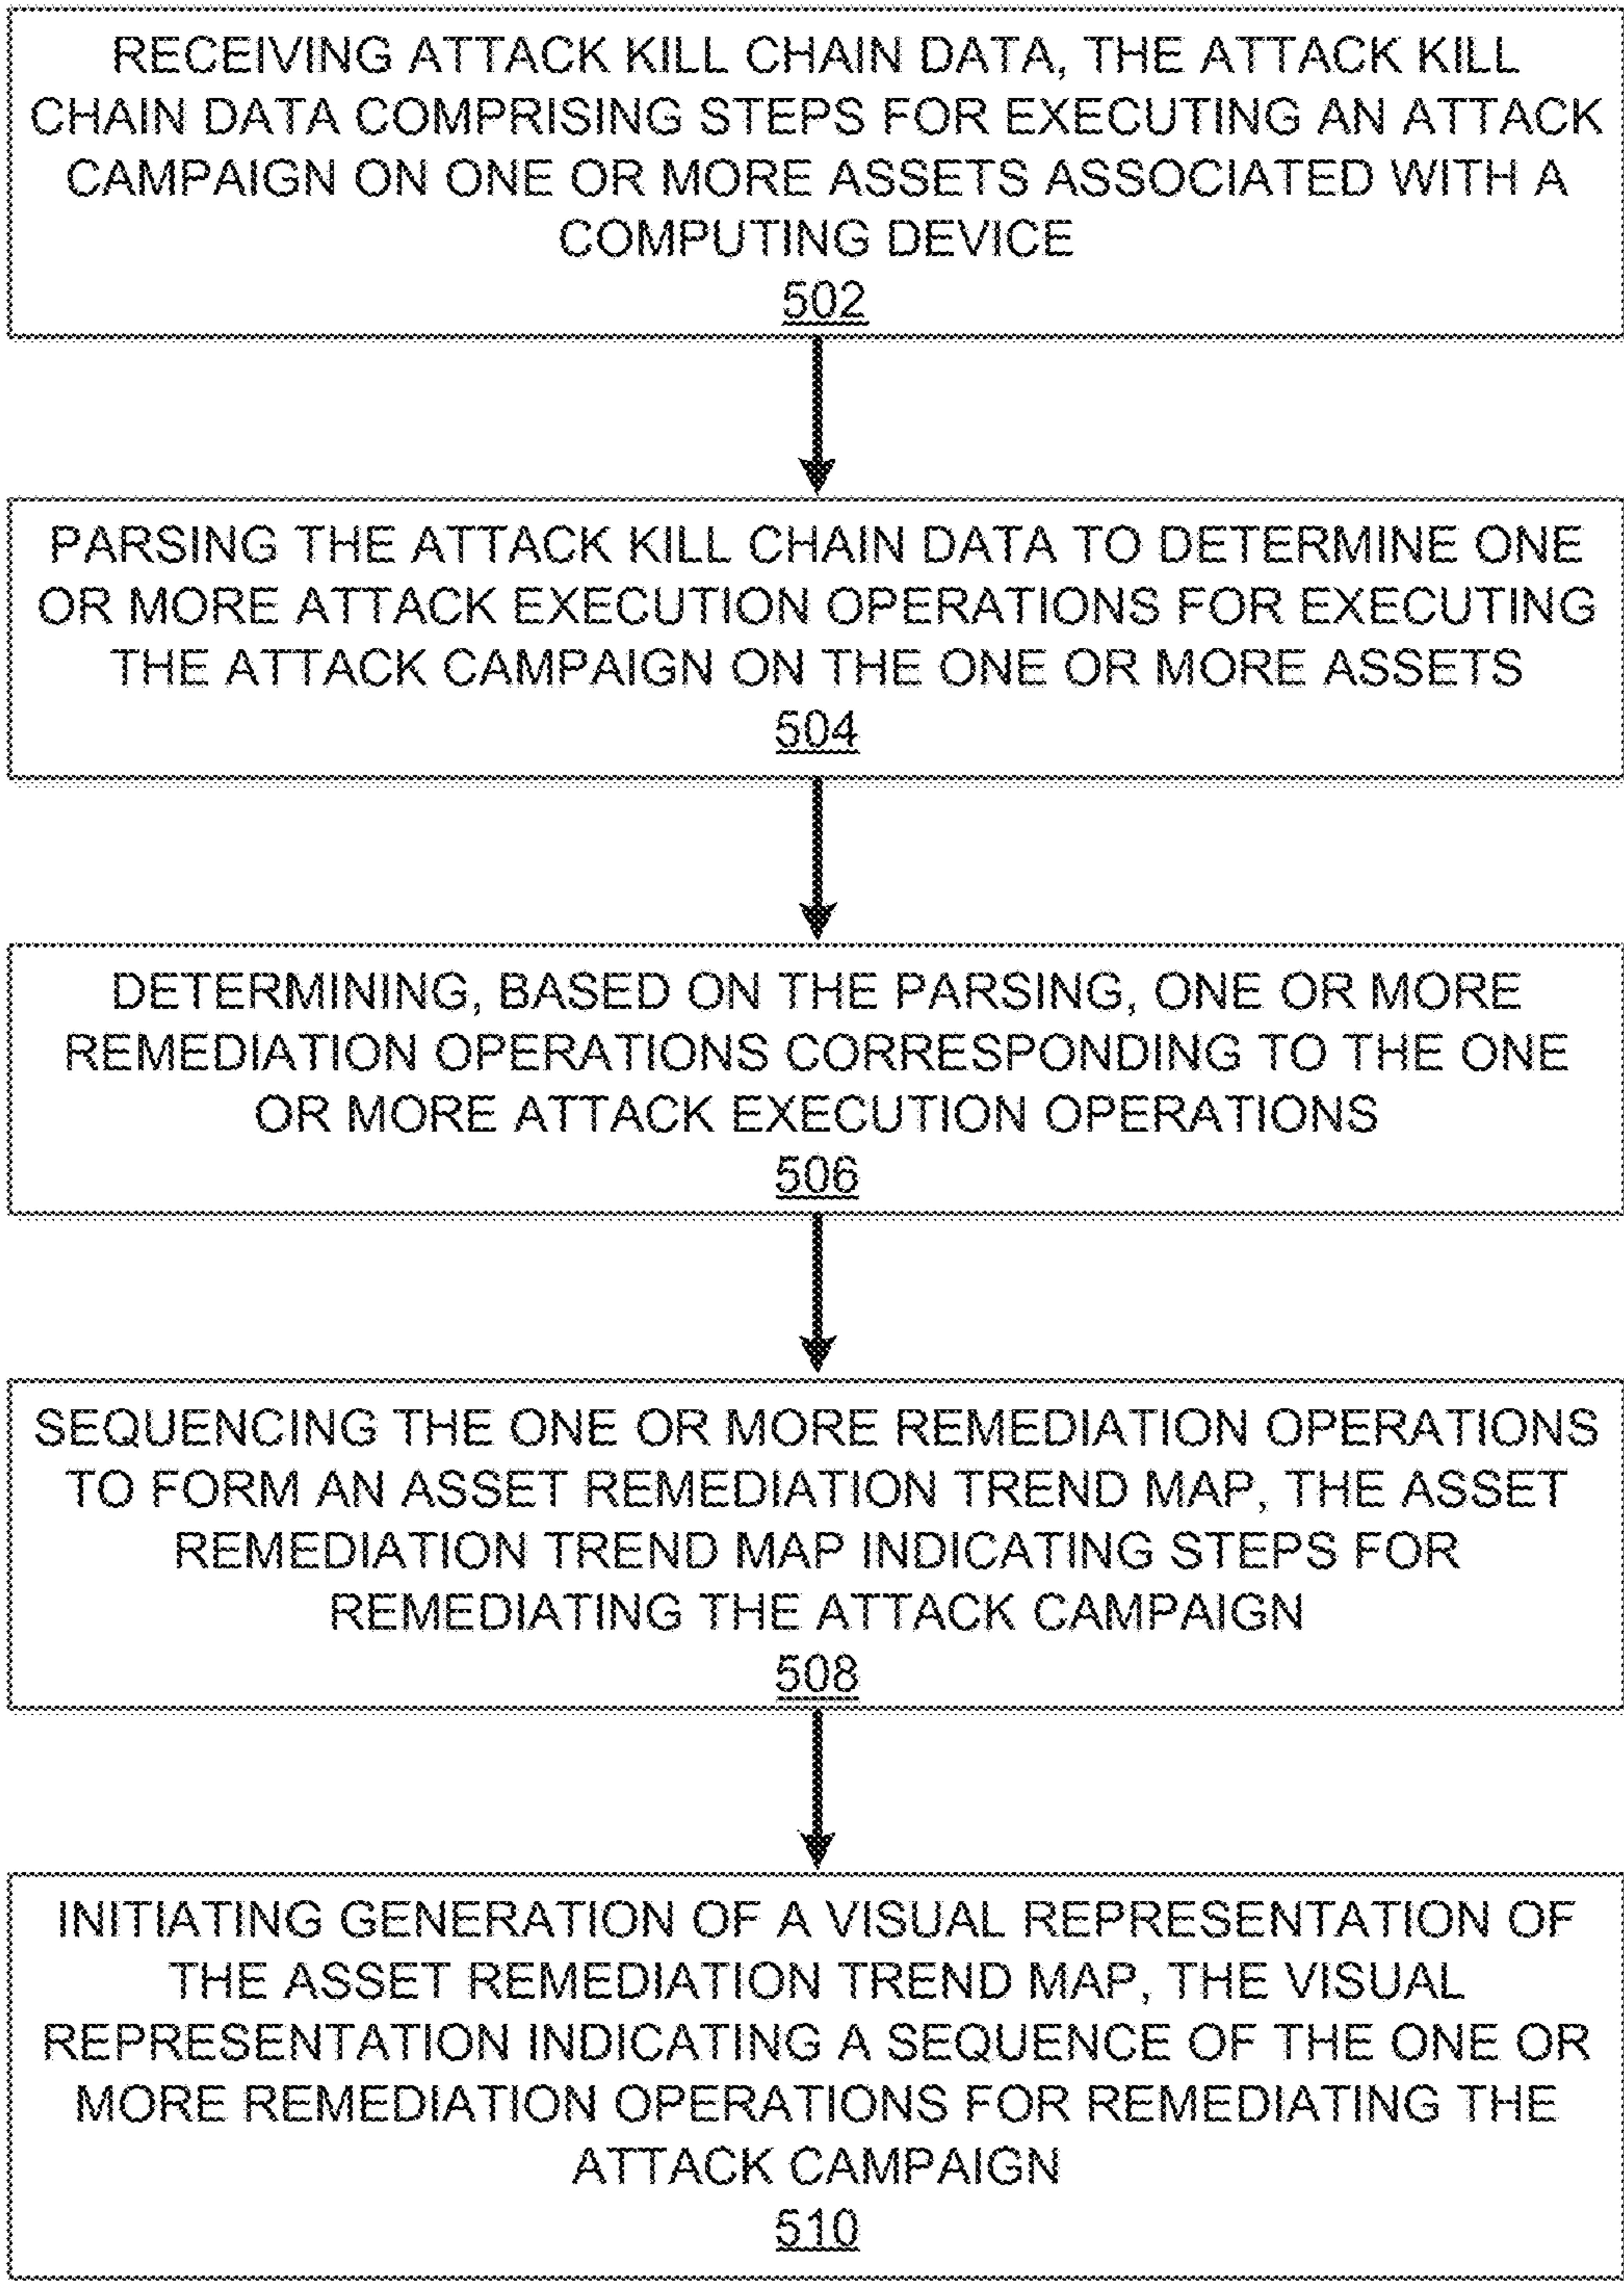 RECEIVING ATTACK KILL CHAIN DATA, THE ATTACK KILL
CHAIN DATA COMPRISING STEPS FOR EXECUTING AN ATTACK
CAMPAIGN ON ONE OR MORE ASSETS ASSOCIATED WITH A
COMPUTING DEVICE
502
PARSING THE ATTACK KILL CHAIN DATA TO DETERMINE ONE
OR MORE ATTACK EXECUTION OPERATIONS FOR EXECUTING
THE ATTACK CAMPAIGN ON THE ONE OR MORE ASSETS
504
DETERMINING, BASED ON THE PARSING, ONE OR MORE
REMEDIATION OPERATIONS CORRESPONDING TO THE ONE
OR MORE ATTACK EXECUTION OPERATIONS
506
SEQUENCING THE ONE OR MORE REMEDIATION OPERATIONS
TO FORM AN ASSET REMEDIATION TREND MAP, THE ASSET
REMEDIATION TREND MAP INDICATING STEPS FOR
REMEDIATING THE ATTACK CAMPAIGN
508
INITIATING GENERATION OF A VISUAL REPRESENTATION OF
THE ASSET REMEDIATION TREND MAP, THE VISUAL
REPRESENTATION INDICATING A SEQUENCE OF THE ONE OR
MORE REMEDIATION OPERATIONS FOR REMEDIATING THE
ATTACK CAMPAIGN
510